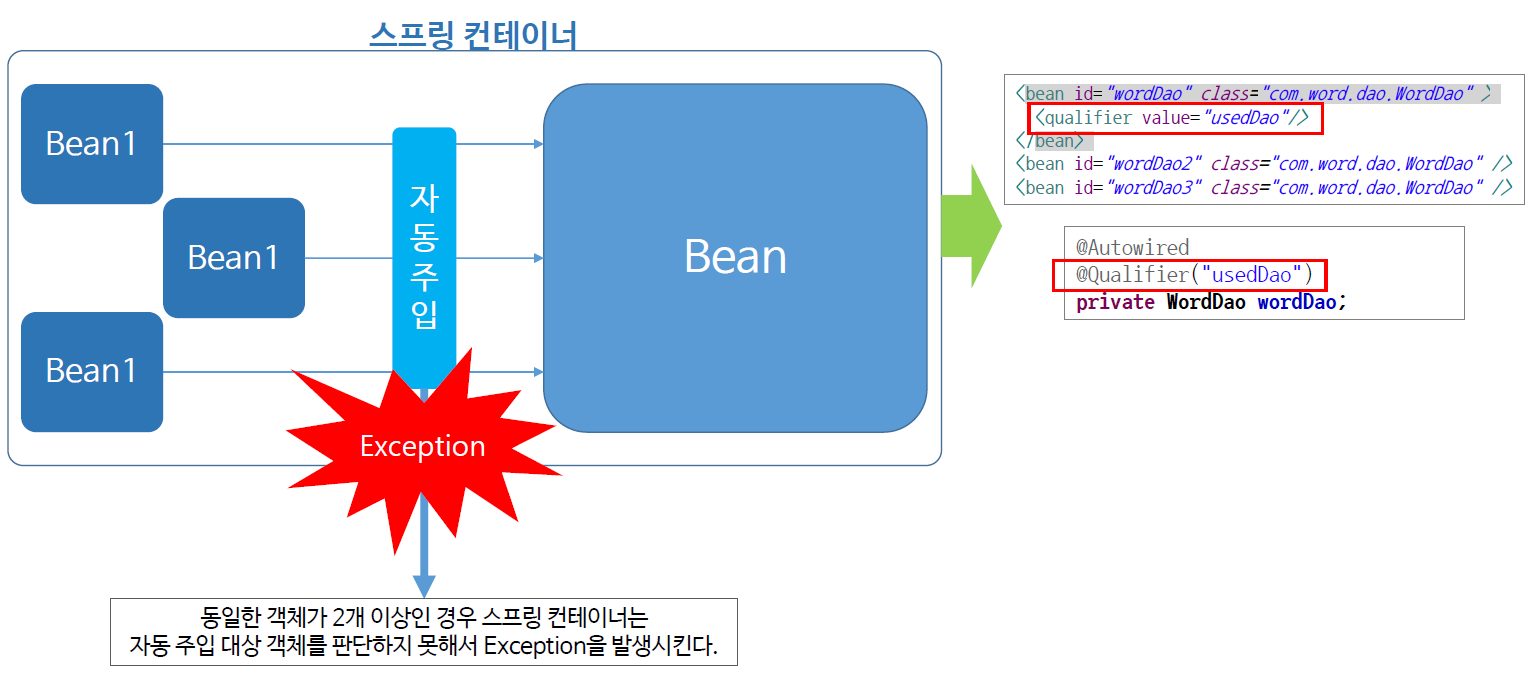 스프링 컨테이너
Bean1
Bean1
Bean1
자
동
주
입
Bean
Exception
동일한 객체가 2개 이상인 경우 스프링 컨테이너는
자동 주입 대상 객체를 판단하지 못해서 Exception을 발생시킨다.
<bean id="wordDao" class="com.word.dao.WordDao" >
<qualifier value="usedDao"/>
</bean>
<bean id="wordDao2" class="com.word.dao.WordDao" />
<bean id="wordDao3" class="com.word.dao.WordDao" />
@Autowired
@Qualifier("usedDao")
private WordDao wordDao;